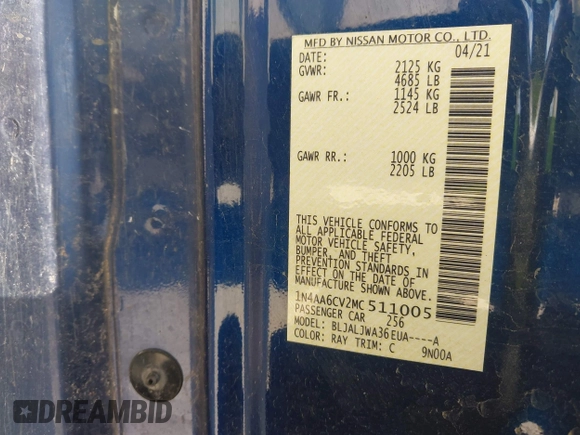 MFD BY NISSAN MOTOR CO., LTD.
DATE: 04/21
GVWR: 2125 KG
4685 LB
GAWR FR.: 1145 KG
2524 LB
GAWR RR.: 1000 KG
2205 LB
THIS VEHICLE CONFORMS TO
ALL APPLICABLE FEDERAL
MOTOR VEHICLE SAFETY,
BUMPER, AND THEFT
PREVENTION STANDARDS IN
EFFECT ON THE DATE OF
MANUFACTURE SHOWN ABOVE.
1N4AA6CV2MC511005
PASSENGER CAR 256
MODEL: BLJALJWA36EUA----A
COLOR: RAY TRIM: C 9N00A
DREAMBID